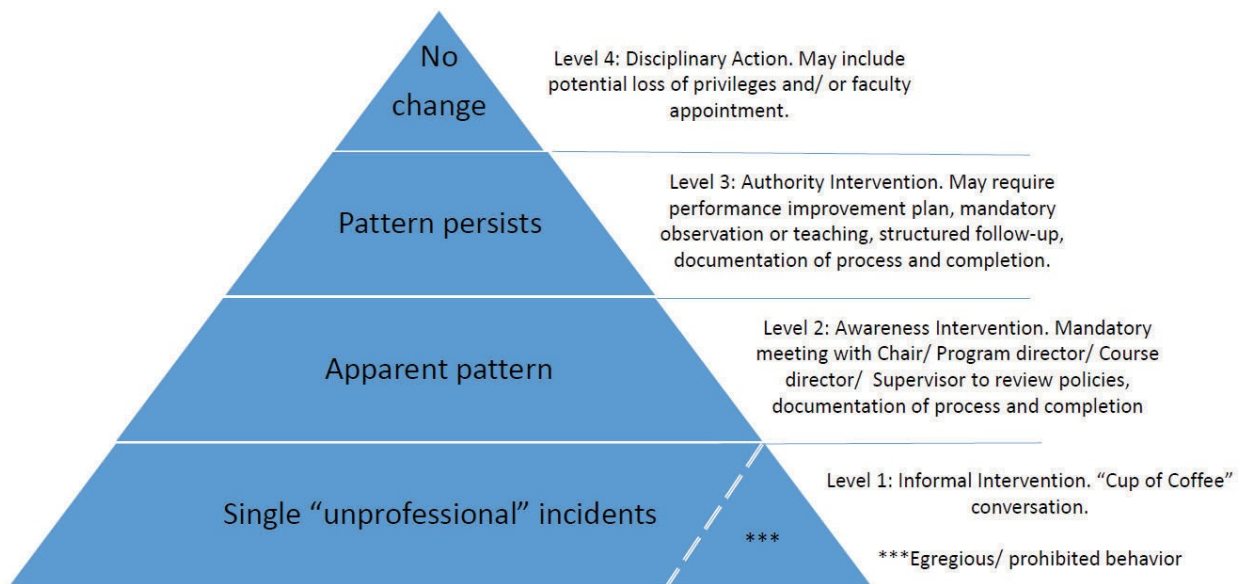 No
change
Level 4: Disciplinary Action. May include
potential loss of privileges and/ or faculty
appointment.
Pattern persists
Level 3: Authority Intervention. May require
performance improvement plan, mandatory
observation or teaching, structured follow-up,
documentation of process and completion.
Apparent pattern
Level 2: Awareness Intervention. Mandatory
meeting with Chair/ Program director/ Course
director/ Supervisor to review policies,
documentation of process and completion
Single “unprofessional” incidents
***
Level 1: Informal Intervention. “Cup of Coffee”
conversation.
***Egregious/ prohibited behavior